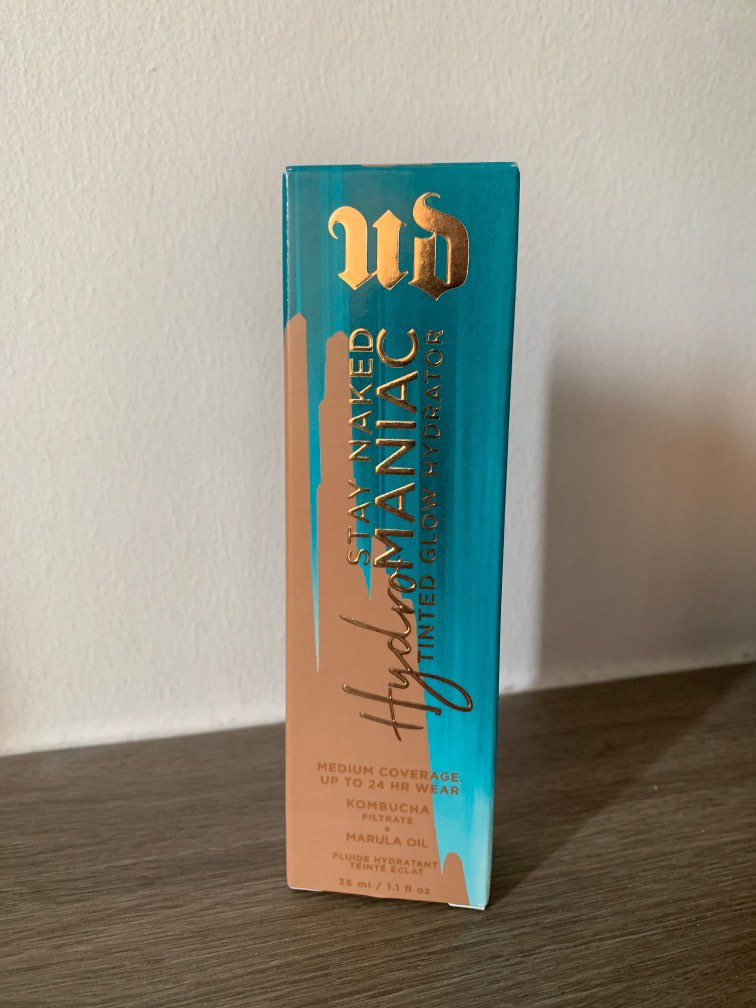 UD
STAY NAKED
HydroMANIAC
TINTED GLOW HYDRATOR
MEDIUM COVERAGE,
UP TO 24 HR WEAR
KOMBUCHA
FILTRATE
+
MARULA OIL
FLUIDE HYDRATANT
TEINTÉ ÉCLAT
35 ml / 1.1 fl oz